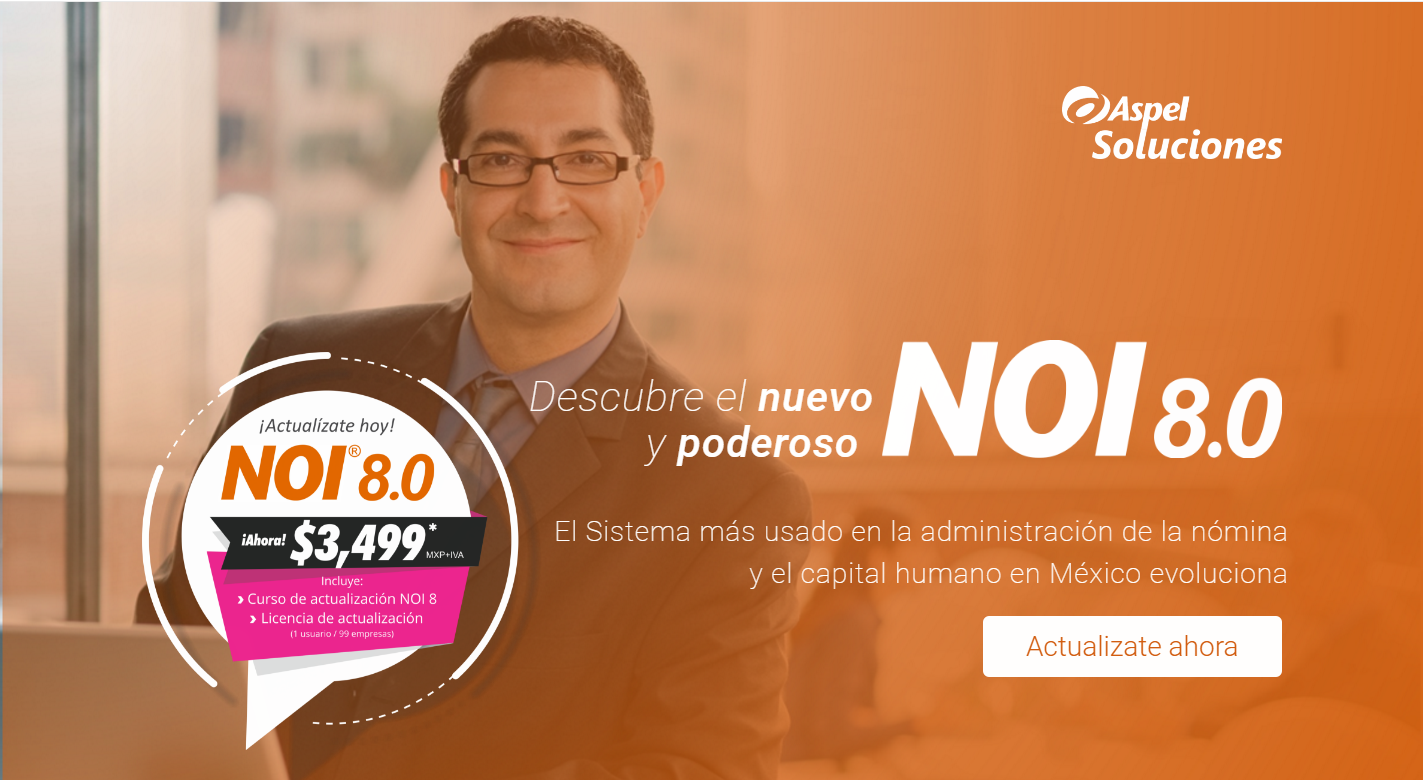 Aspel
Soluciones
Descubre el nuevo
y poderoso
NOI 8.0
El Sistema más usado en la administración de la nómina
y el capital humano en México evoluciona
Actualizate ahora
¡Actualízate hoy!
NOI® 8.0
¡Ahora! $3,499* MXP+IVA
Incluye:
› Curso de actualización NOI 8
› Licencia de actualización
(1 usuario / 99 empresas)